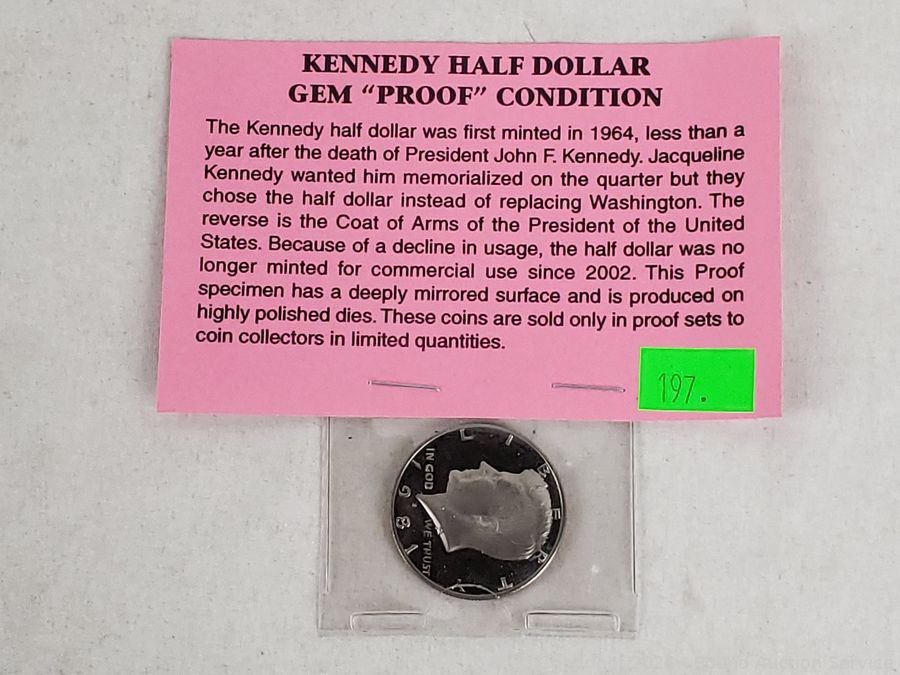 KENNEDY HALF DOLLAR
GEM “PROOF” CONDITION
The Kennedy half dollar was first minted in 1964, less than a
year after the death of President John F. Kennedy. Jacqueline
Kennedy wanted him memorialized on the quarter but they
chose the half dollar instead of replacing Washington. The
reverse is the Coat of Arms of the President of the United
States. Because of a decline in usage, the half dollar was no
longer minted for commercial use since 2002. This Proof
specimen has a deeply mirrored surface and is produced on
highly polished dies. These coins are sold only in proof sets to
coin collectors in limited quantities.
197.
LIBERTY
IN GOD WE TRUST
Auction Service